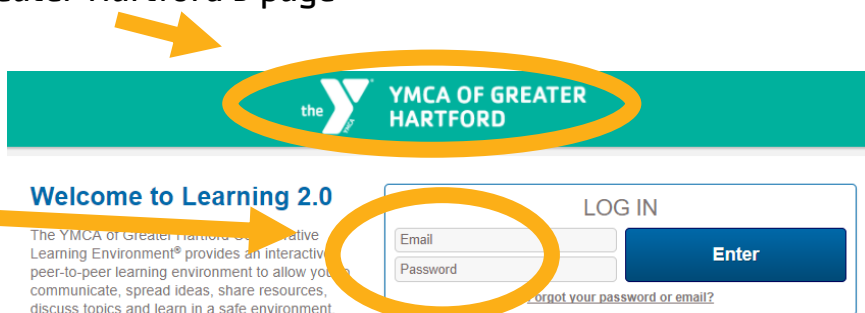 eater Hartford's page
the YMCA OF GREATER
HARTFORD
Welcome to Learning 2.0
The YMCA of Greater Hartford
Learning Environment® provides an interactive
peer-to-peer learning environment to allow you to
communicate, spread ideas, share resources,
discuss topics and learn in a safe environment
LOG IN
Email
Password
Enter
Forgot your password or email?